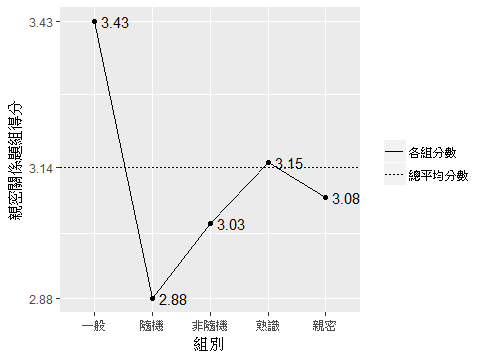 3.43
3.14
2.88
親密關係題組得分
3.43
2.88
3.03
3.15
3.08
一般
隨機
非隨機
熟識
親密
組別
各組分數
總平均分數